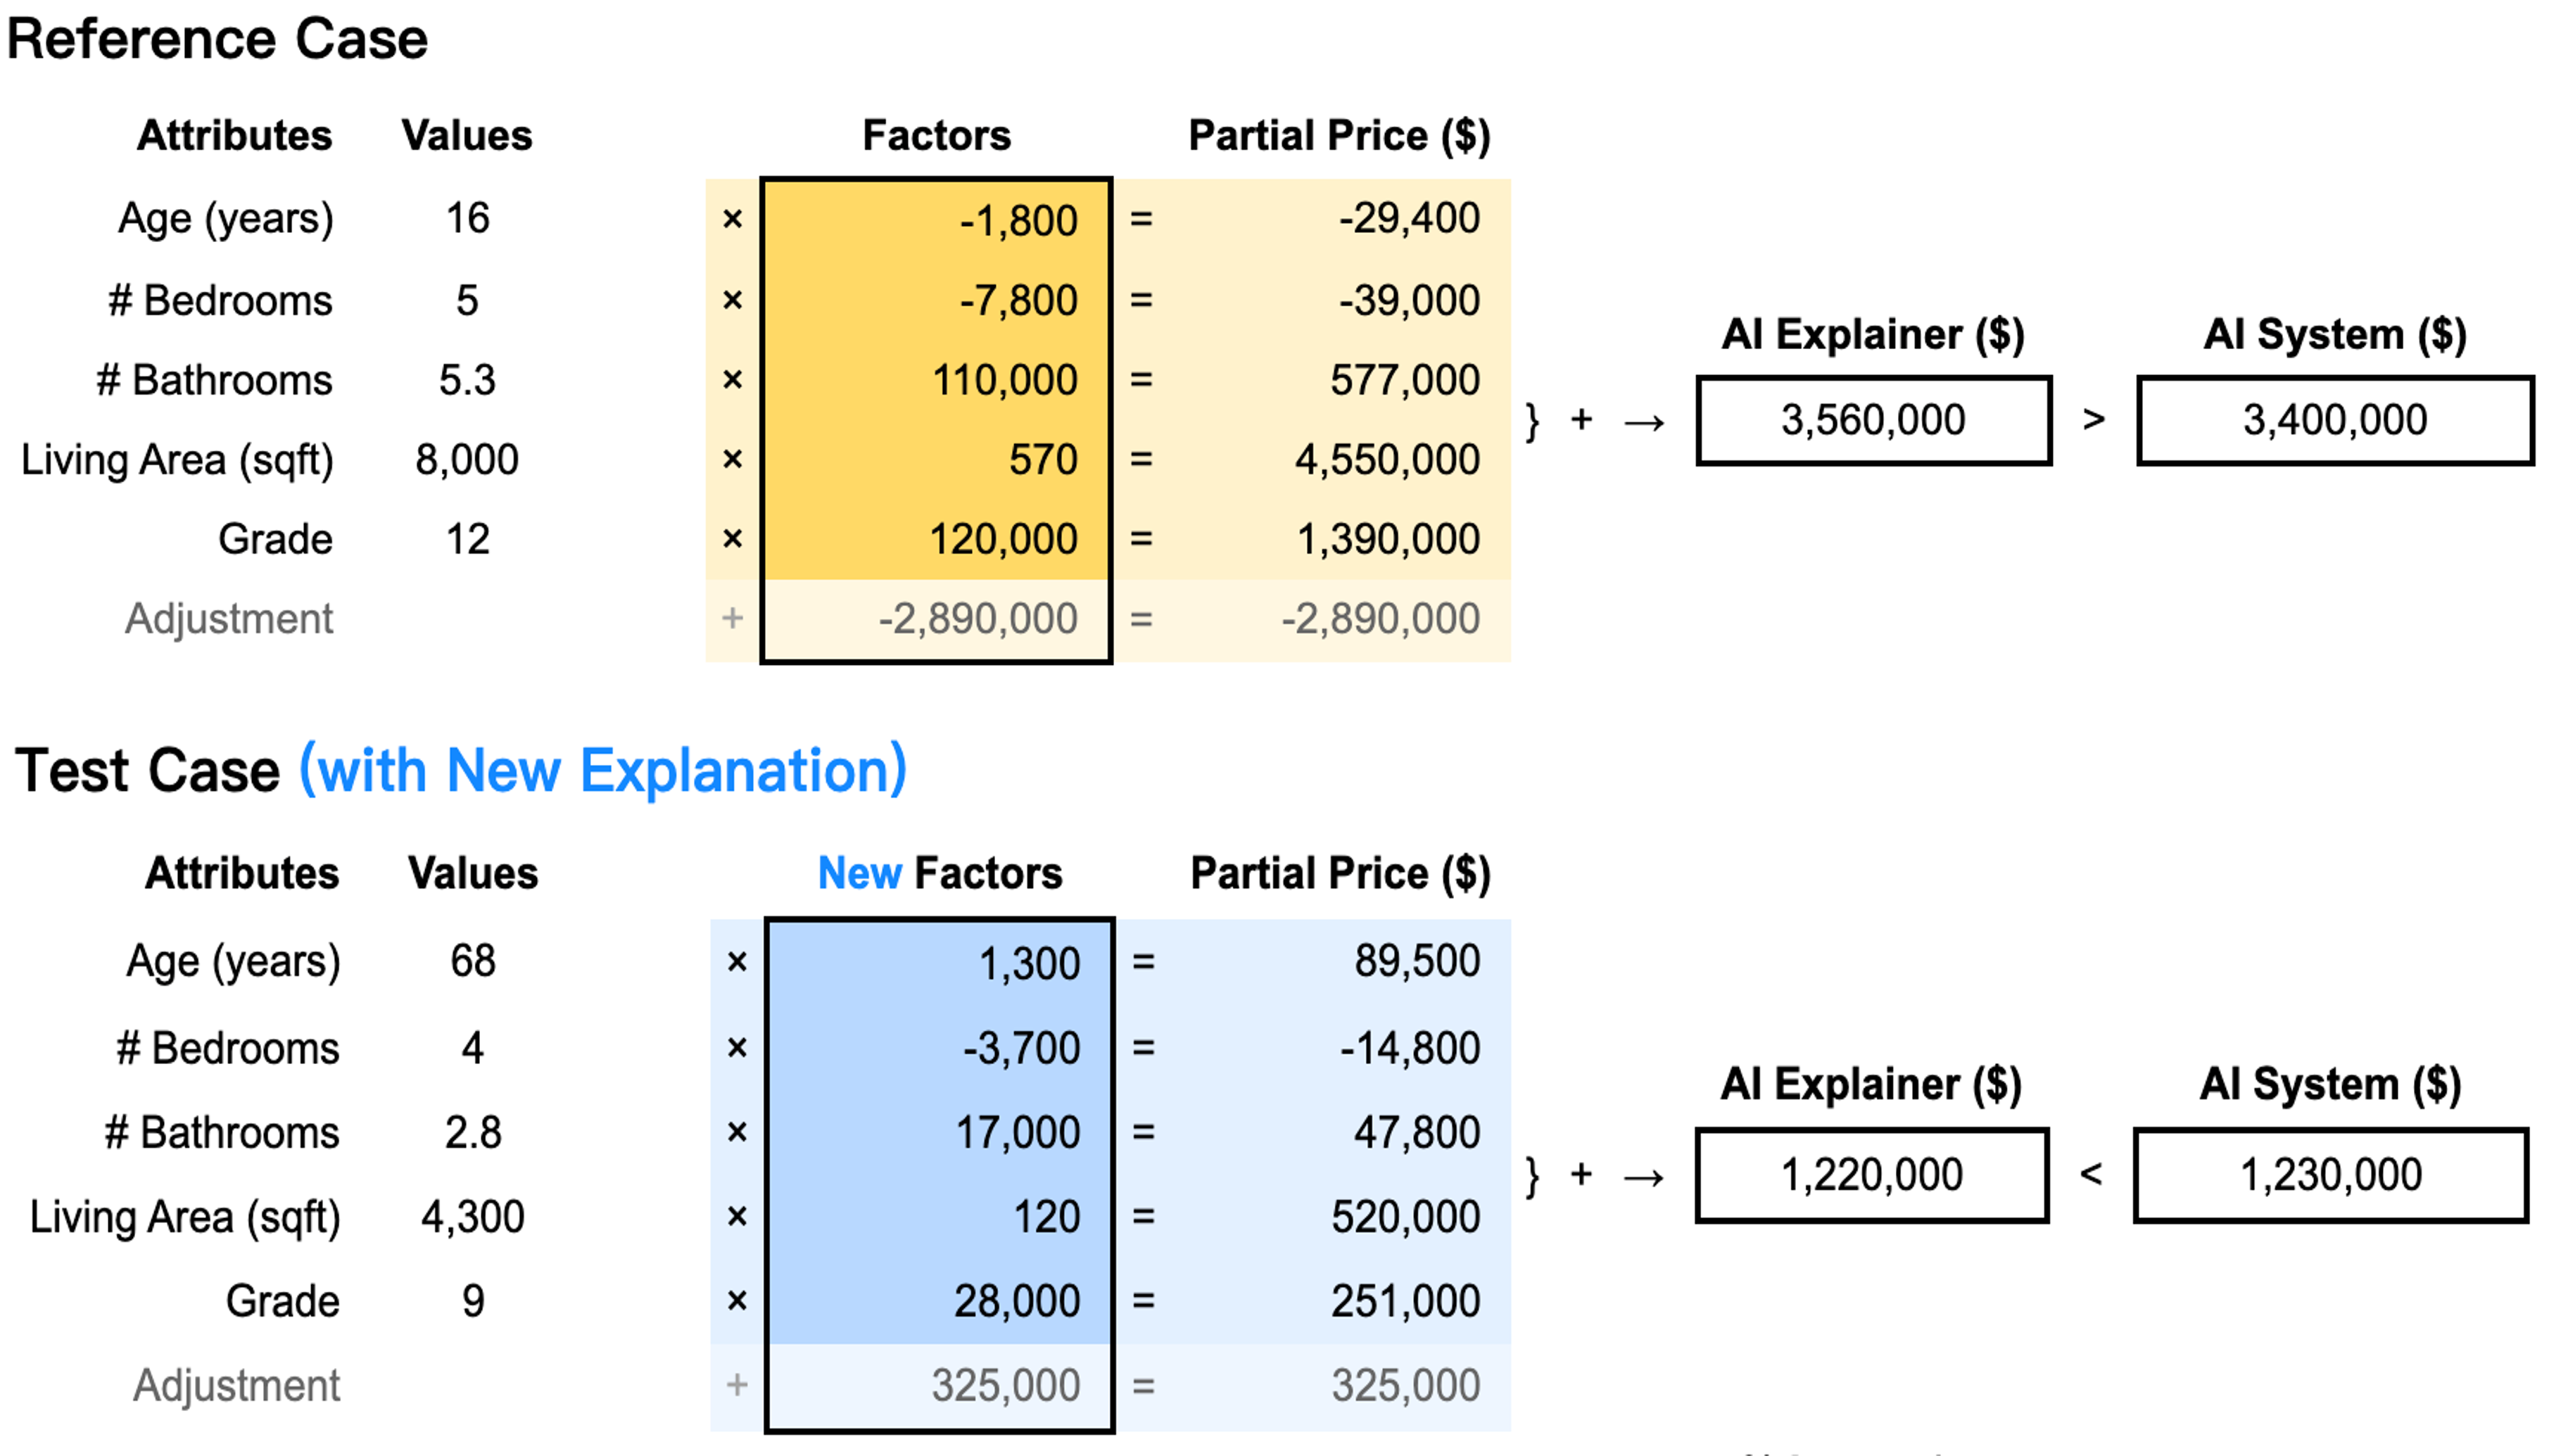 Reference Case
Attributes Values Factors Partial Price ($)
Age (years) 16 × -1,800 = -29,400
# Bedrooms 5 × -7,800 = -39,000
# Bathrooms 5.3 × 110,000 = 577,000
Living Area (sqft) 8,000 × 570 = 4,550,000
Grade 12 × 120,000 = 1,390,000
Adjustment + -2,890,000 = -2,890,000
AI Explainer ($) AI System ($)
} + → 3,560,000 > 3,400,000
Test Case (with New Explanation)
Attributes Values New Factors Partial Price ($)
Age (years) 68 × 1,300 = 89,500
# Bedrooms 4 × -3,700 = -14,800
# Bathrooms 2.8 × 17,000 = 47,800
Living Area (sqft) 4,300 × 120 = 520,000
Grade 9 × 28,000 = 251,000
Adjustment + 325,000 = 325,000
AI Explainer ($) AI System ($)
} + → 1,220,000 < 1,230,000